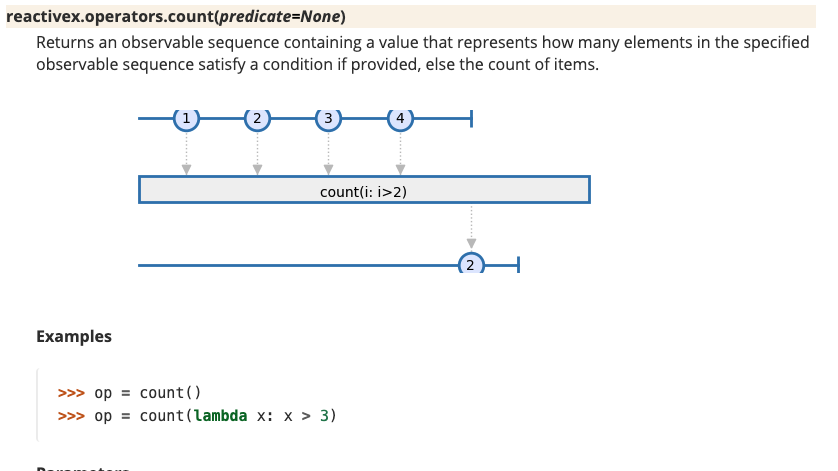 reactivex.operators.count(predicate=None)
Returns an observable sequence containing a value that represents how many elements in the specified
observable sequence satisfy a condition if provided, else the count of items.
1 2 3 4
count(i: i>2)
2
Examples
>>> op = count()
>>> op = count(lambda x: x > 3)